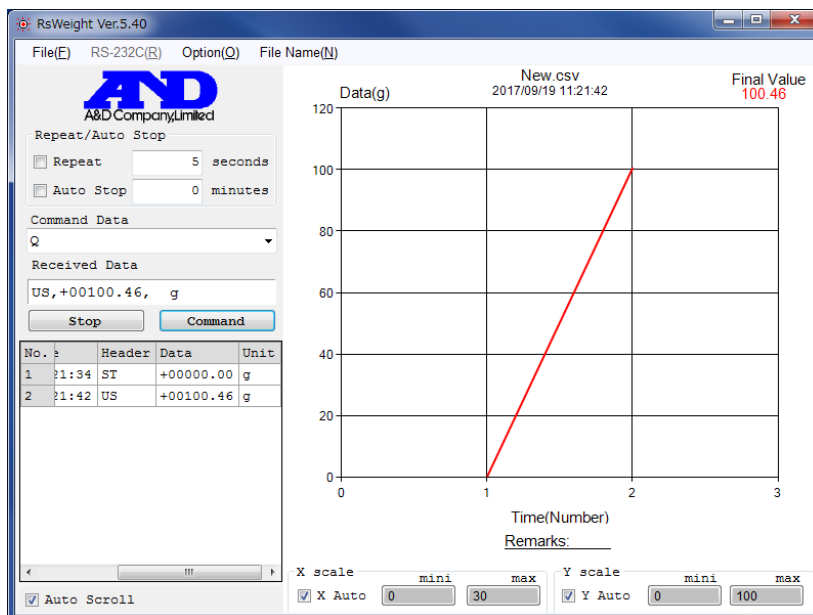 RsWeight Ver.5.40
File(F) RS-232C(R) Option(O) File Name(N)
AND
A&D Company,Limited
Repeat/Auto Stop
Repeat 5 seconds
Auto Stop 0 minutes
Command Data
Q
Received Data
US,+00100.46, g
Stop Command
No. e Header Data Unit
1 21:34 ST +00000.00 g
2 21:42 US +00100.46 g
Auto Scroll
New.csv
2017/09/19 11:21:42
Data(g)
Final Value
100.46
120
100
80
60
40
20
0
0 1 2 3
Time(Number)
Remarks:
X scale mini max
X Auto 0 30
Y scale mini max
Y Auto 0 100